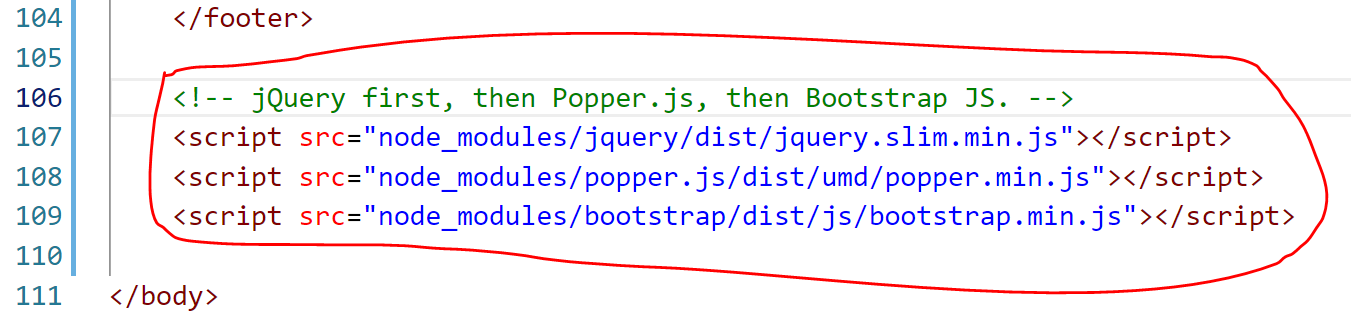 104 </footer>
105
106 <!-- jQuery first, then Popper.js, then Bootstrap JS. -->
107 <script src="node_modules/jquery/dist/jquery.slim.min.js"></script>
108 <script src="node_modules/popper.js/dist/umd/popper.min.js"></script>
109 <script src="node_modules/bootstrap/dist/js/bootstrap.min.js"></script>
110
111 </body>